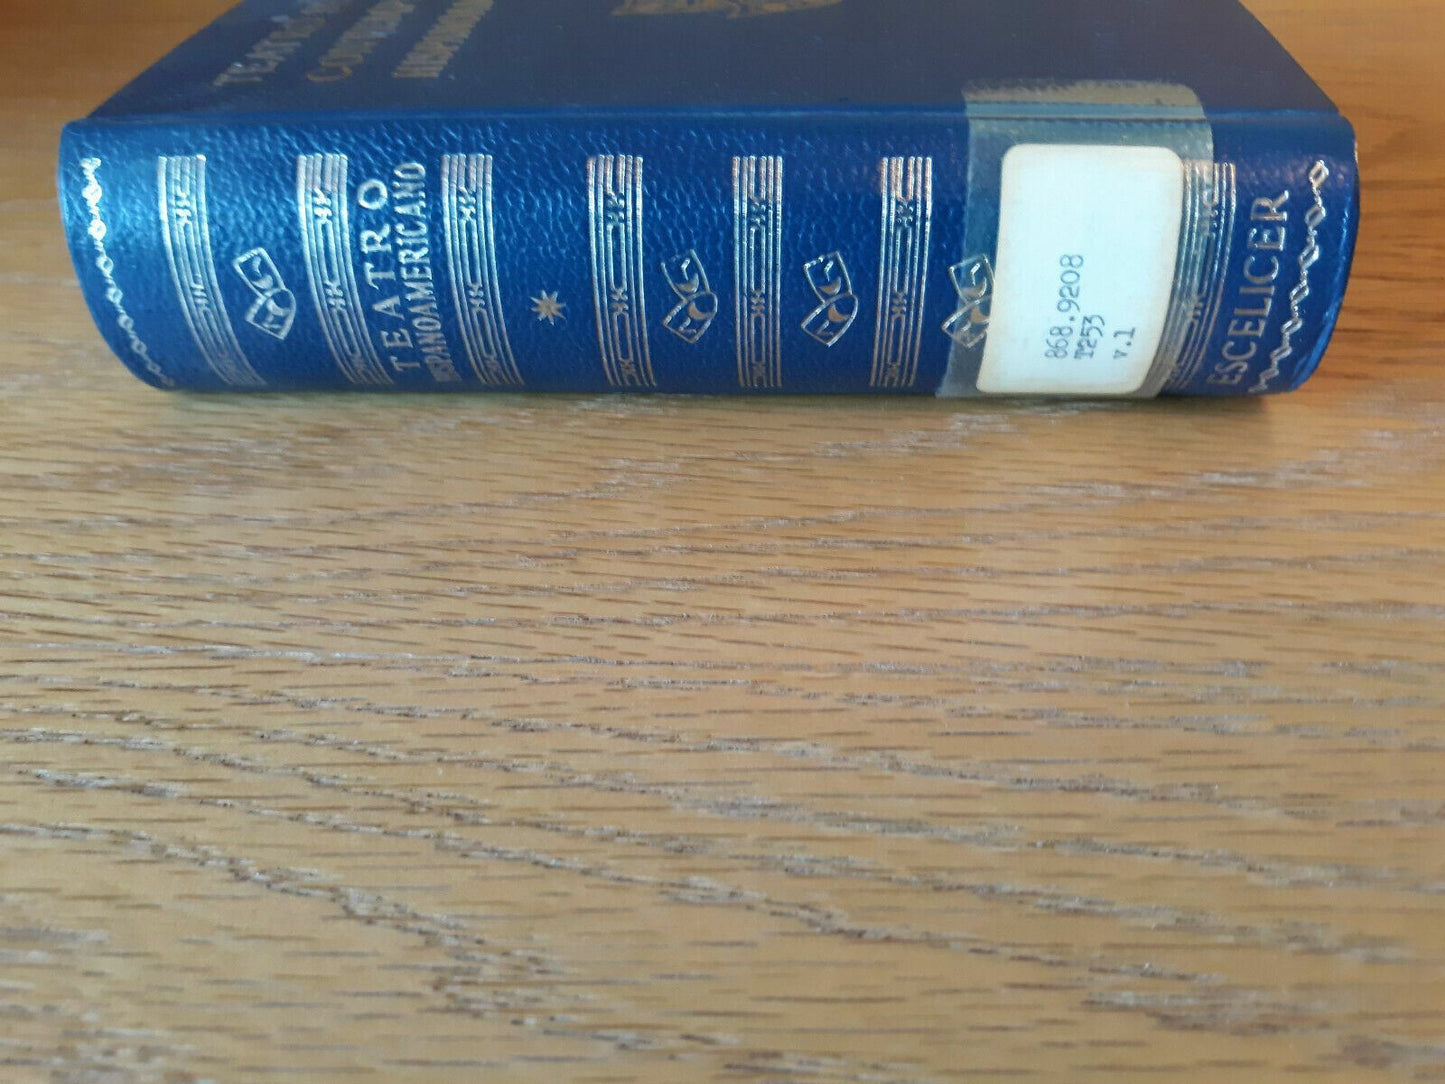 TEATRO
HISPANOAMERICANO
868.9208
T253
v.1
ESCELICER